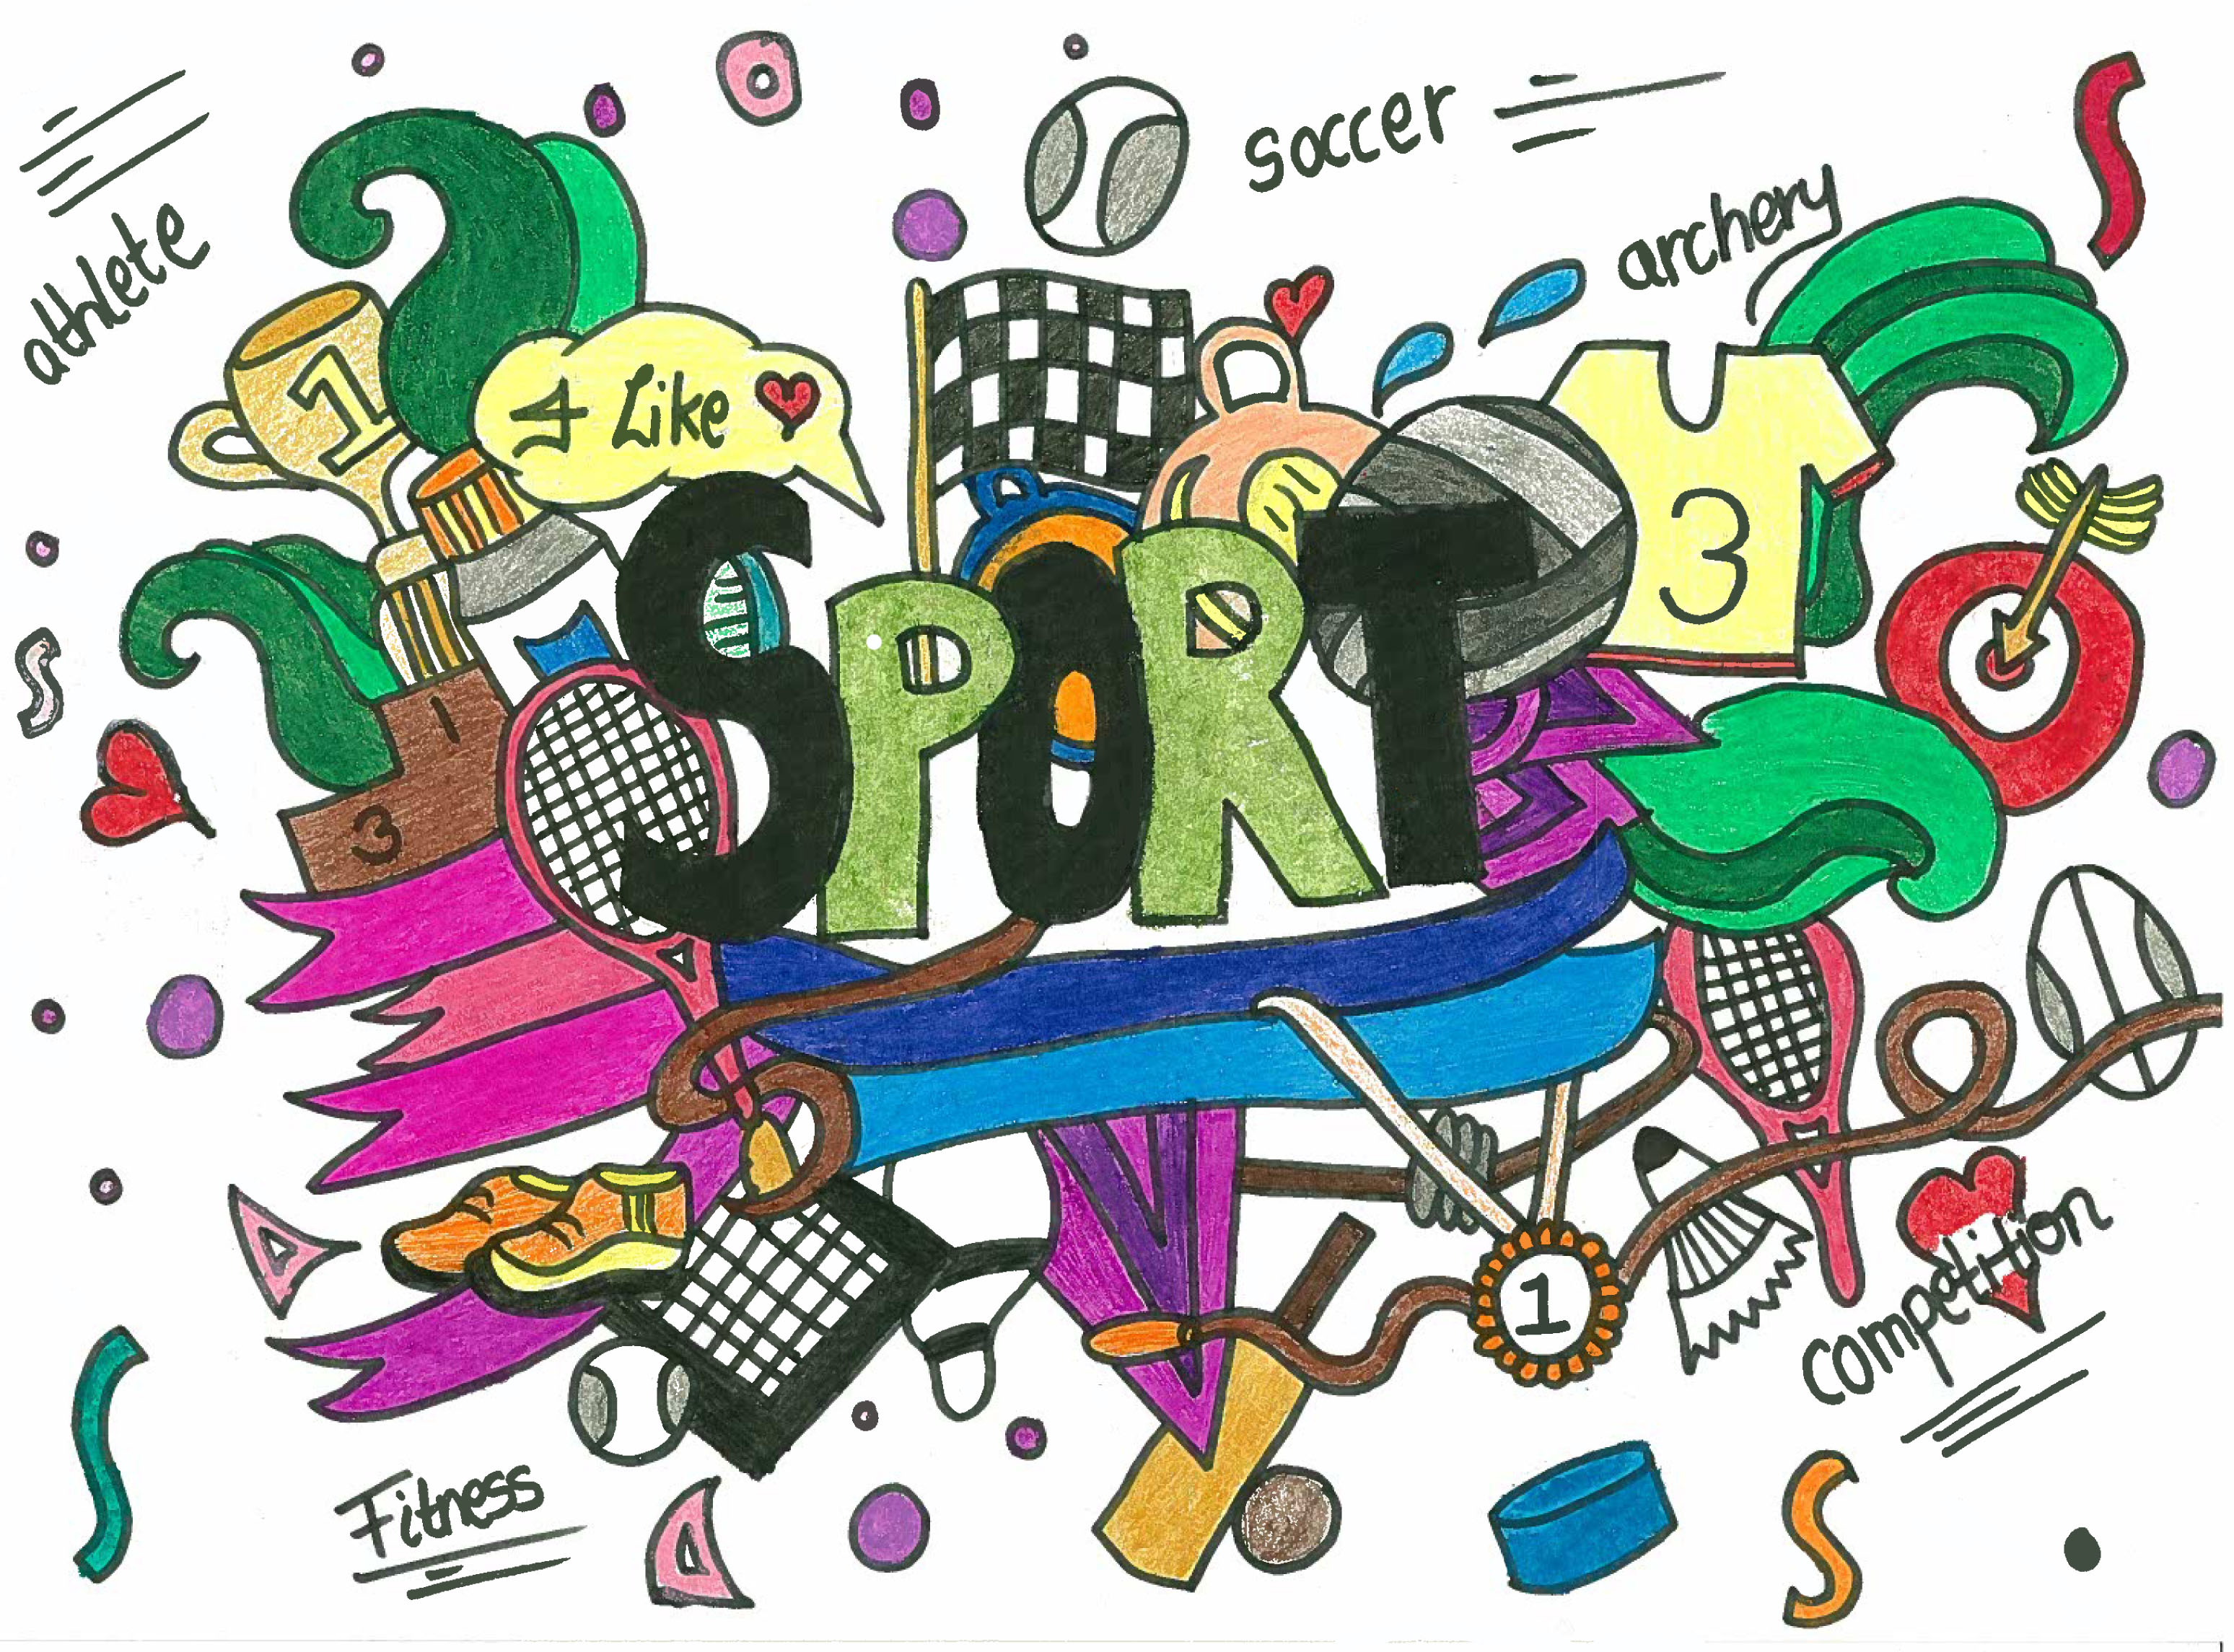 soccer
archery
athlete
1
I Like
SPORT
3
1
3
1
competition
Fitness